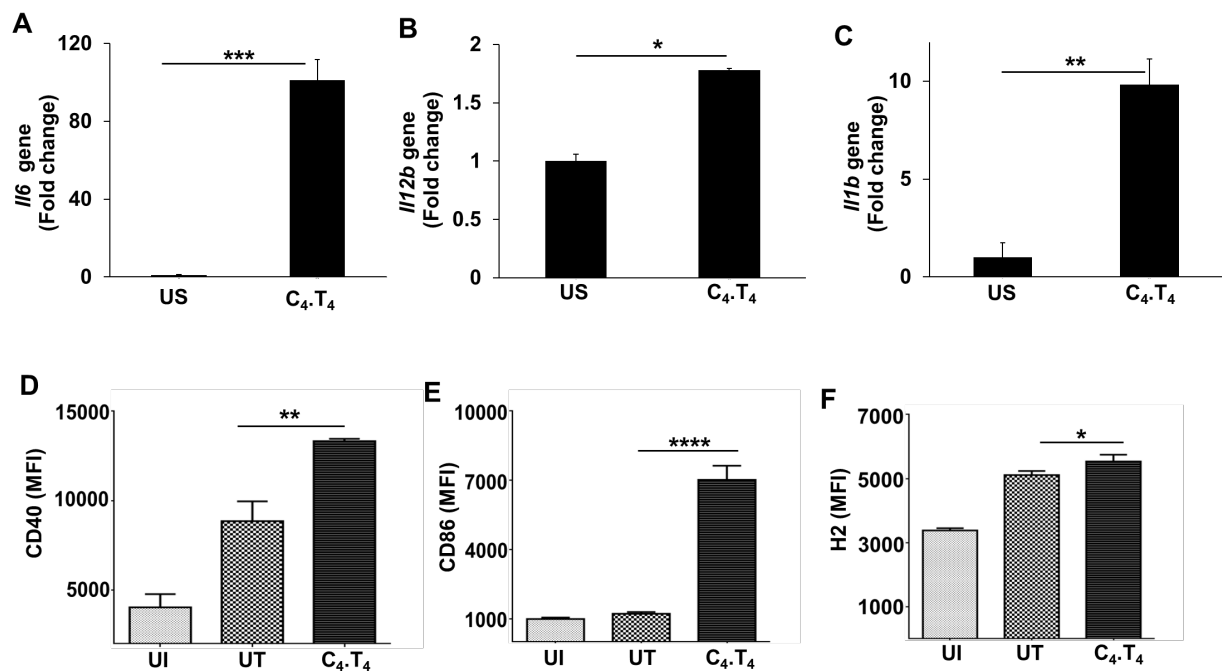 A
Il6 gene
(Fold change)
120
80
40
0
***
US
C₄.T₄
B
Il12b gene
(Fold change)
2
1.5
1
0.5
0
*
US
C₄.T₄
C
Il1b gene
(Fold change)
10
5
0
**
US
C₄.T₄
D
CD40 (MFI)
15000
10000
5000
**
UI
UT
C₄.T₄
E
CD86 (MFI)
10000
7000
4000
1000
****
UI
UT
C₄.T₄
F
H2 (MFI)
7000
5000
3000
1000
*
UI
UT
C₄.T₄